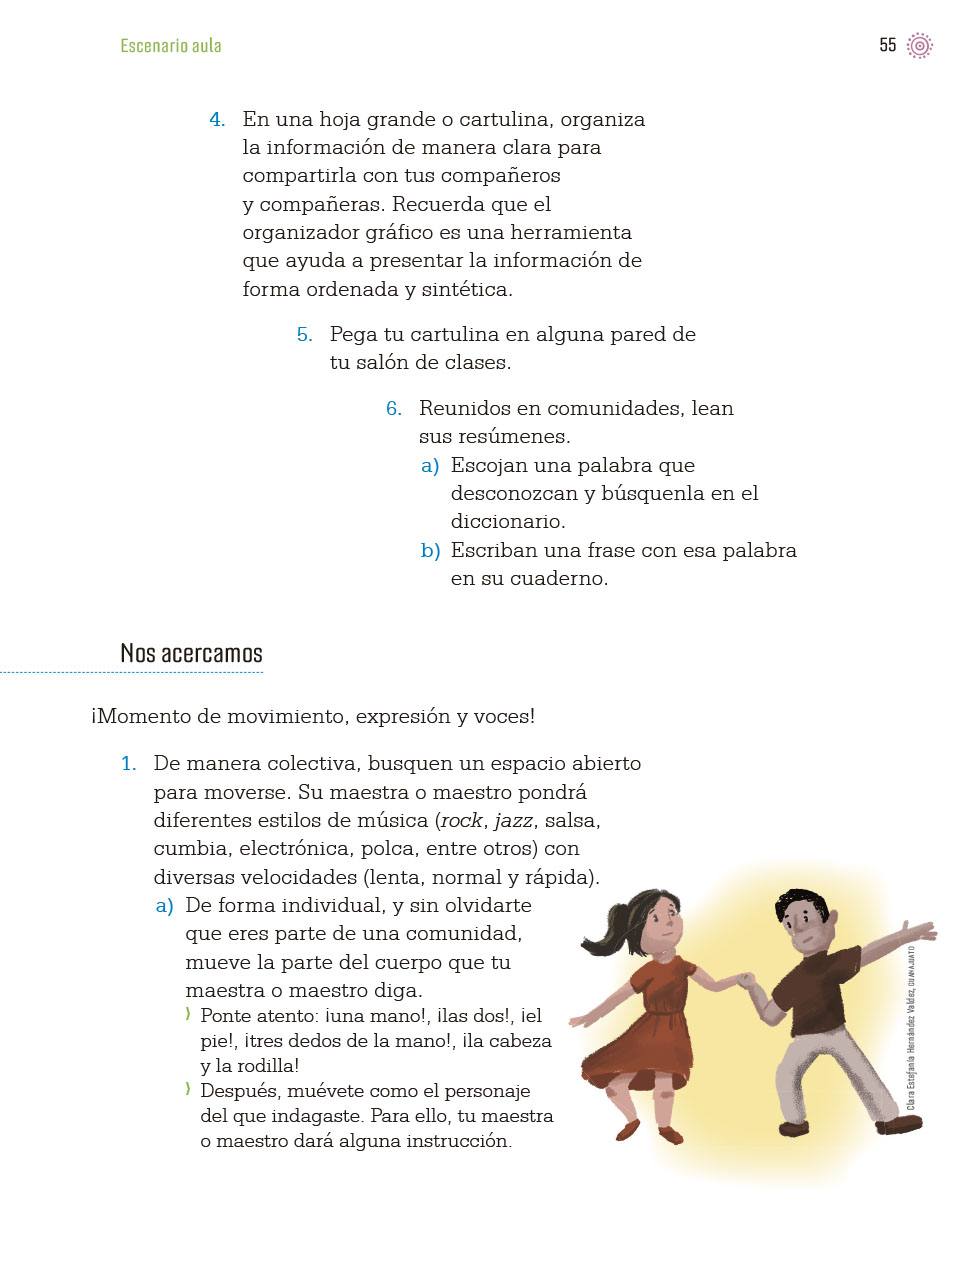 Escenario aula
55
4. En una hoja grande o cartulina, organiza
la información de manera clara para
compartirla con tus compañeros
y compañeras. Recuerda que el
organizador gráfico es una herramienta
que ayuda a presentar la información de
forma ordenada y sintética.
5. Pega tu cartulina en alguna pared de
tu salón de clases.
6. Reunidos en comunidades, lean
sus resúmenes.
a) Escojan una palabra que
desconozcan y búsquenla en el
diccionario.
b) Escriban una frase con esa palabra
en su cuaderno.
Nos acercamos
¡Momento de movimiento, expresión y voces!
1. De manera colectiva, busquen un espacio abierto
para moverse. Su maestra o maestro pondrá
diferentes estilos de música (rock, jazz, salsa,
cumbia, electrónica, polca, entre otros) con
diversas velocidades (lenta, normal y rápida).
a) De forma individual, y sin olvidarte
que eres parte de una comunidad,
mueve la parte del cuerpo que tu
maestra o maestro diga.
⟩ Ponte atento: ¡una mano!, ¡las dos!, ¡el
pie!, ¡tres dedos de la mano!, ¡la cabeza
y la rodilla!
⟩ Después, muévete como el personaje
del que indagaste. Para ello, tu maestra
o maestro dará alguna instrucción.
Clara Estefanía Hernández Valdez, GUANAJUATO